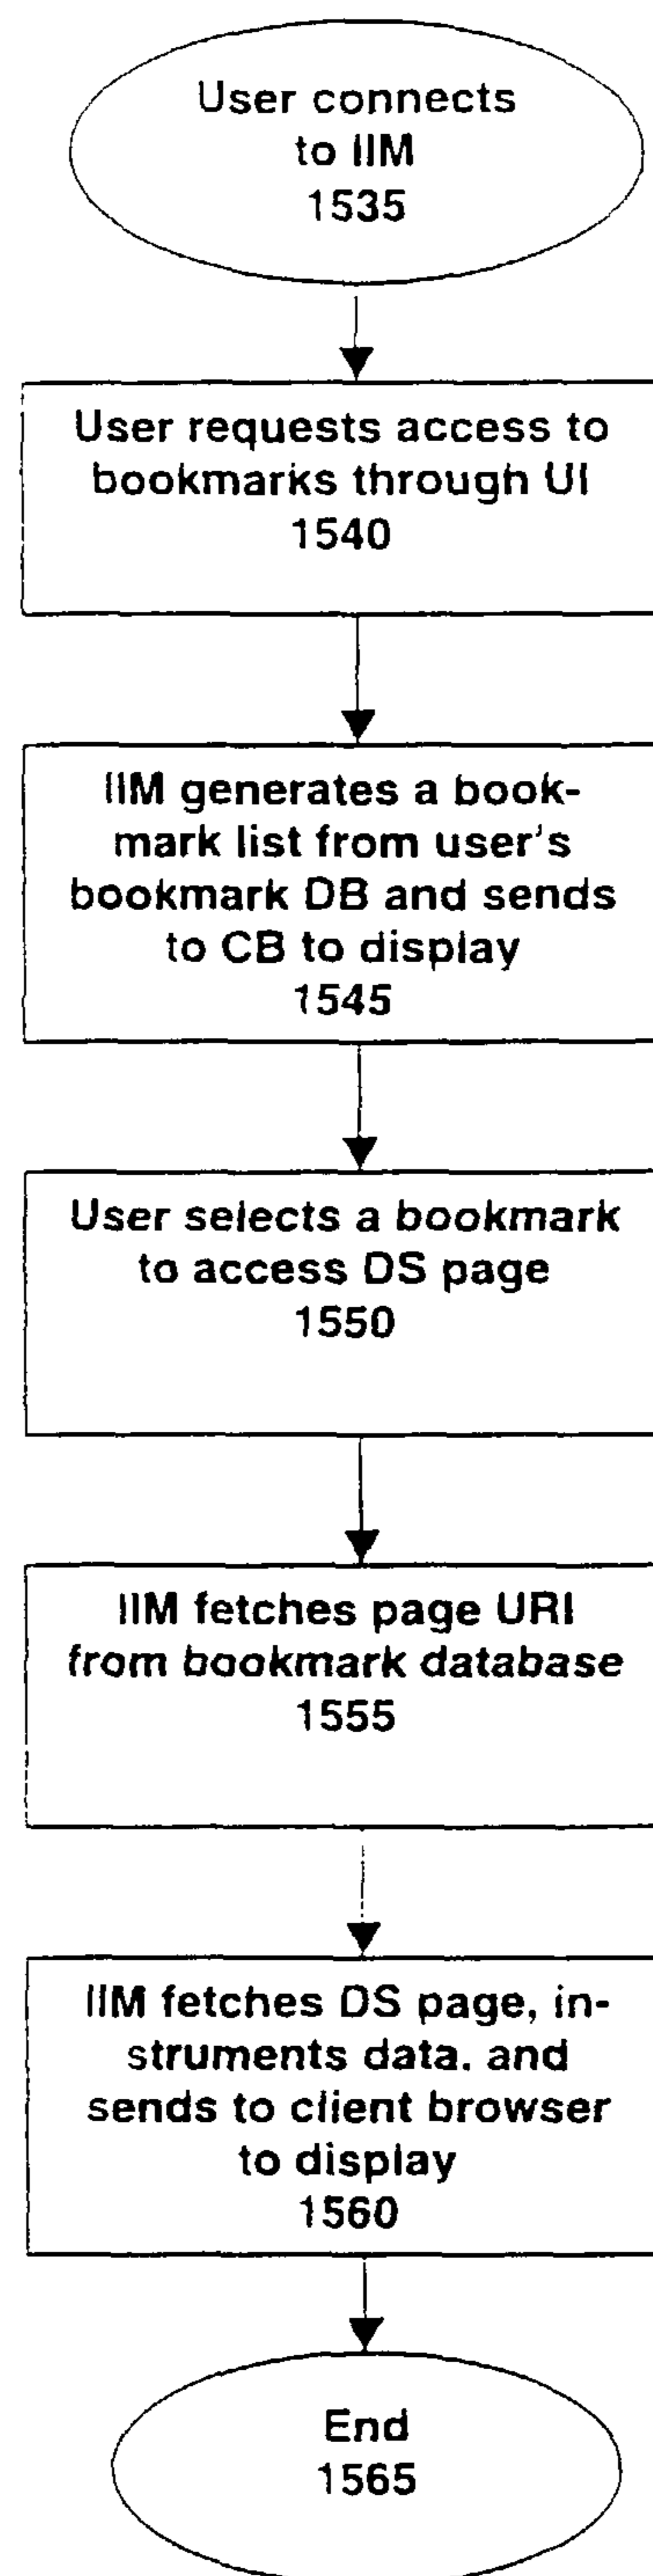 User connects
to IIM
1535
User requests access to
bookmarks through UI
1540
IIM generates a book-
mark list from user's
bookmark DB and sends
to CB to display
1545
User selects a bookmark
to access DS page
1550
IIM fetches page URI
from bookmark database
1555
IIM fetches DS page, in-
struments data, and
sends to client browser
to display
1560
End
1565